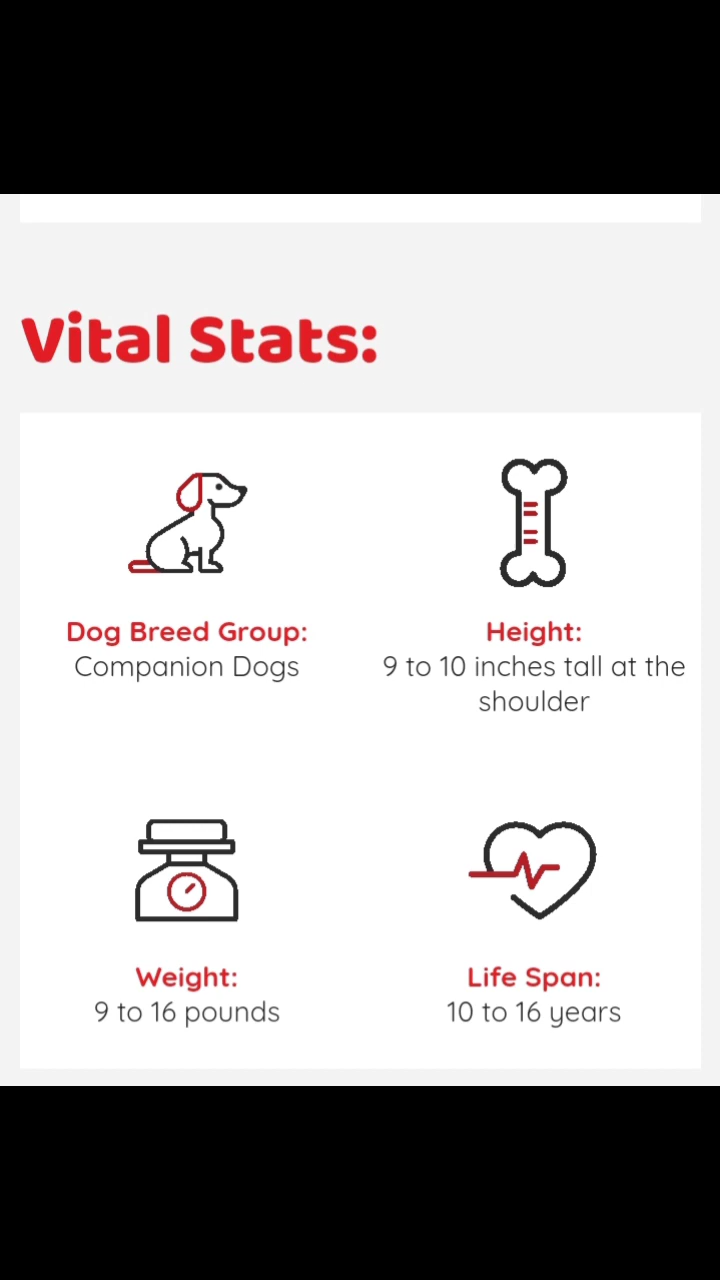 Vital Stats:
Dog Breed Group:
Companion Dogs
Height:
9 to 10 inches tall at the
shoulder
Weight:
9 to 16 pounds
Life Span:
10 to 16 years